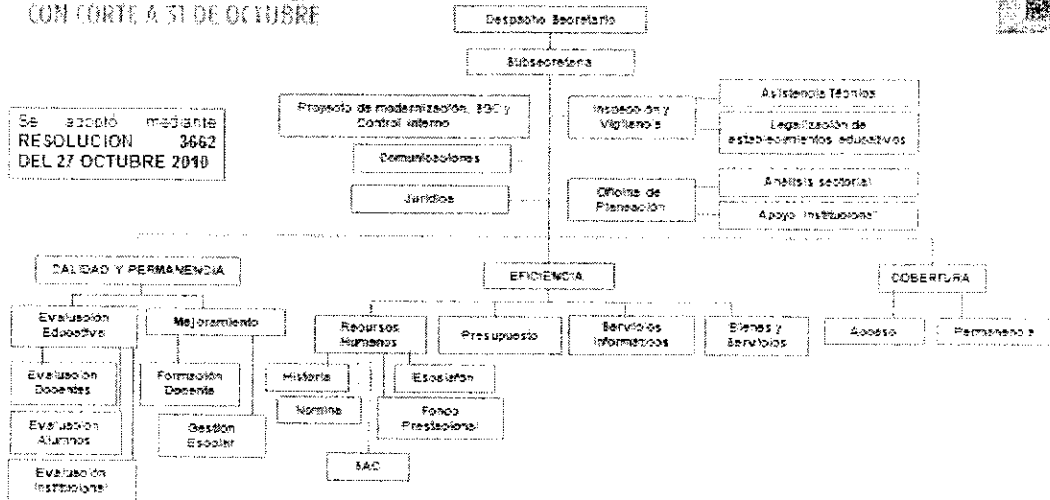 CON CORTE A 31 DE OCTUBRE
Despacho Secretario
Subsecretaria
Se adoptó mediante
RESOLUCION 3662
DEL 27 OCTUBRE 2010
Proyecto de modernización, SGC y
Control interno
Comunicaciones
Juridica
Inspección y
Vigilancia
Asistencia Técnica
Legalización de
establecimientos educativos
Oficina de
Planeación
Análisis sectorial
Apoyo Institucional
CALIDAD Y PERMANENCIA
EFICIENCIA
COBERTURA
Evaluación
Educativa
Mejoramiento
Recursos
Humanos
Presupuesto
Servicios
Informáticos
Bienes y
Servicios
Acceso
Permanencia
Evaluación
Docentes
Formación
Docente
Historia
Escalafón
Evaluación
Alumnos
Gestión
Escolar
Nomina
Fondo
Prestacional
Evaluación
Institucional
SAC